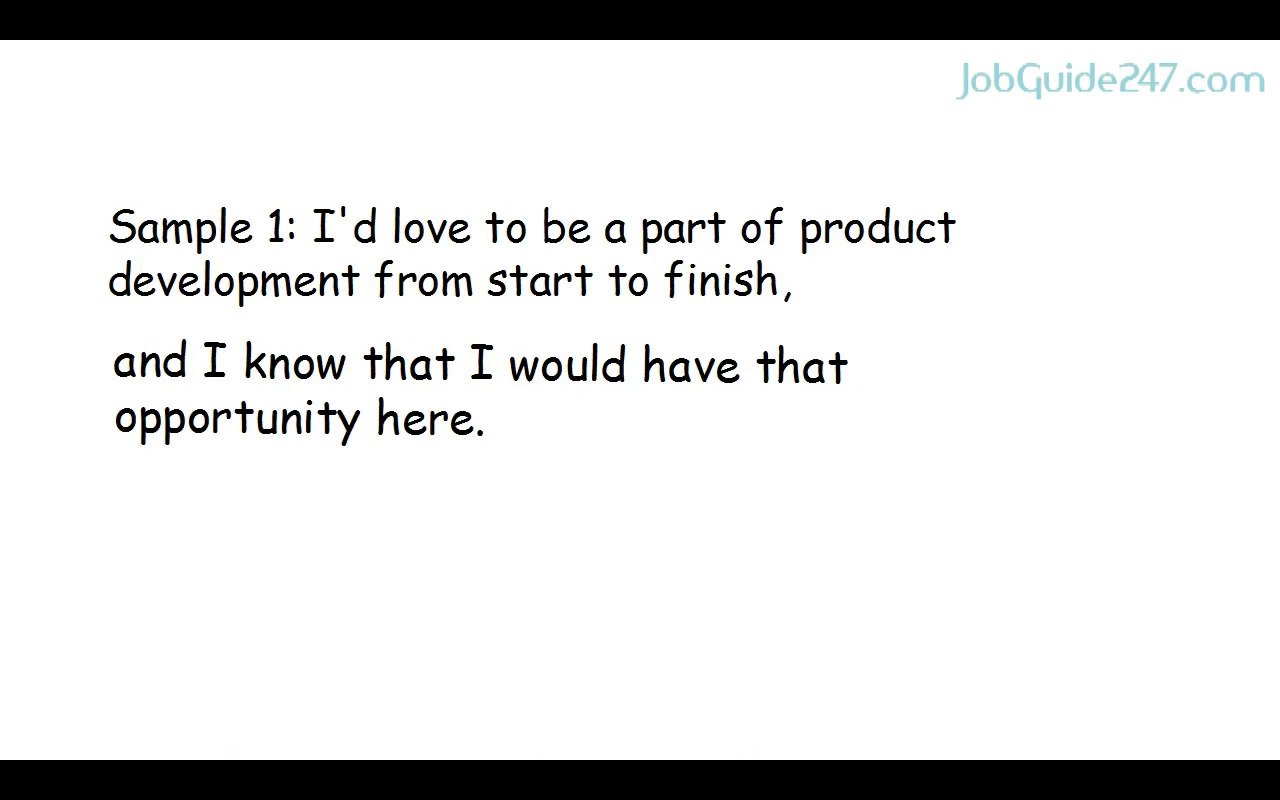 JobGuide247.com
Sample 1: I'd love to be a part of product
development from start to finish,
and I know that I would have that
opportunity here.